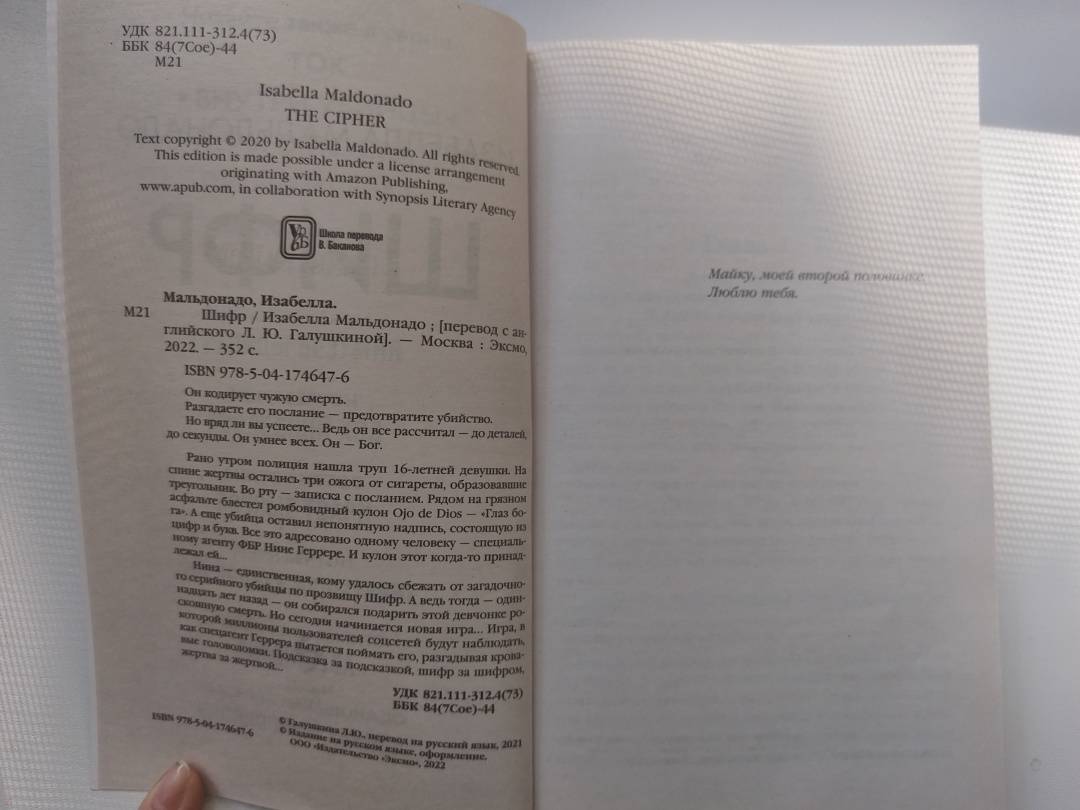 УДК 821.111-312.4(73)
ББК 84(7Сое)-44
М21
Isabella Maldonado
THE CIPHER
Text copyright © 2020 by Isabella Maldonado. All rights reserved.
This edition is made possible under a license arrangement
originating with Amazon Publishing,
www.apub.com, in collaboration with Synopsis Literary Agency
Школа перевода
В. Баканова
Мальдонадо, Изабелла.
М21 Шифр / Изабелла Мальдонадо ; [перевод с ан-
глийского Л. Ю. Галушкиной]. — Москва : Эксмо,
2022. — 352 с.
ISBN 978-5-04-174647-6
Он кодирует чужую смерть.
Разгадаете его послание — предотвратите убийство.
Но вряд ли вы успеете... Ведь он все рассчитал — до деталей,
до секунды. Он умнее всех. Он — Бог.
Рано утром полиция нашла труп 16-летней девушки. На
спине жертвы остались три ожога от сигареты, образовавшие
треугольник. Во рту — записка с посланием. Рядом на грязном
асфальте блестел ромбовидный кулон Ojo de Dios — «Глаз бо-
га». А еще убийца оставил непонятную надпись, состоящую из
цифр и букв. Все это адресовано одному человеку — специаль-
ному агенту ФБР Нине Геррере. И кулон этот когда-то принад-
лежал ей...
Нина — единственная, кому удалось сбежать от загадочно-
го серийного убийцы по прозвищу Шифр. А ведь тогда — один-
надцать лет назад — он собирался подарить этой девчонке ро-
скошную смерть. Но сегодня начинается новая игра... Игра, в
которой миллионы пользователей соцсетей будут наблюдать,
как спецагент Геррера пытается поймать его, разгадывая крова-
вые головоломки. Подсказка за подсказкой, шифр за шифром,
жертва за жертвой...
УДК 821.111-312.4(73)
ББК 84(7Сое)-44
© Галушкина Л.Ю., перевод на русский язык, 2021
© Издание на русском языке, оформление.
ООО «Издательство «Эксмо», 2022
ISBN 978-5-04-174647-6
Майку, моей второй половинке.
Люблю тебя.